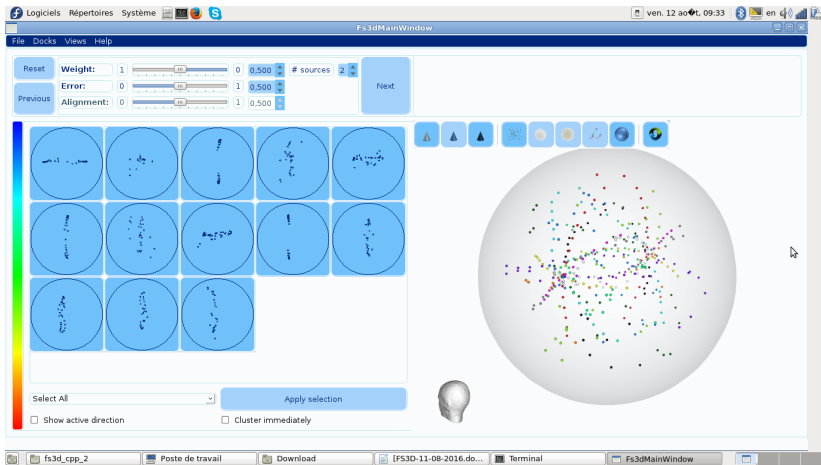 Logiciels Répertoires Système ven. 12 ao�t, 09:33 en
Fs3dMainWindow
File Docks Views Help
Reset Weight: 1 0 0,500 # sources 2 Next
Error: 0 1 0,500
Previous Alignment: 0 1 0,500
Select All Apply selection
Show active direction Cluster immediately
fs3d_cpp_2 Poste de travail Download [FS3D-11-08-2016.do... Terminal Fs3dMainWindow